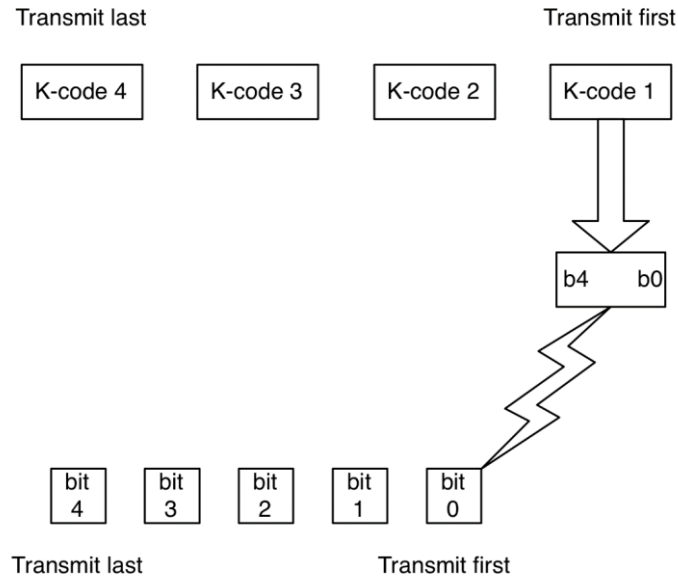 Transmit last Transmit first
K-code 4 K-code 3 K-code 2 K-code 1
b4 b0
bit bit bit bit bit
4 3 2 1 0
Transmit last Transmit first